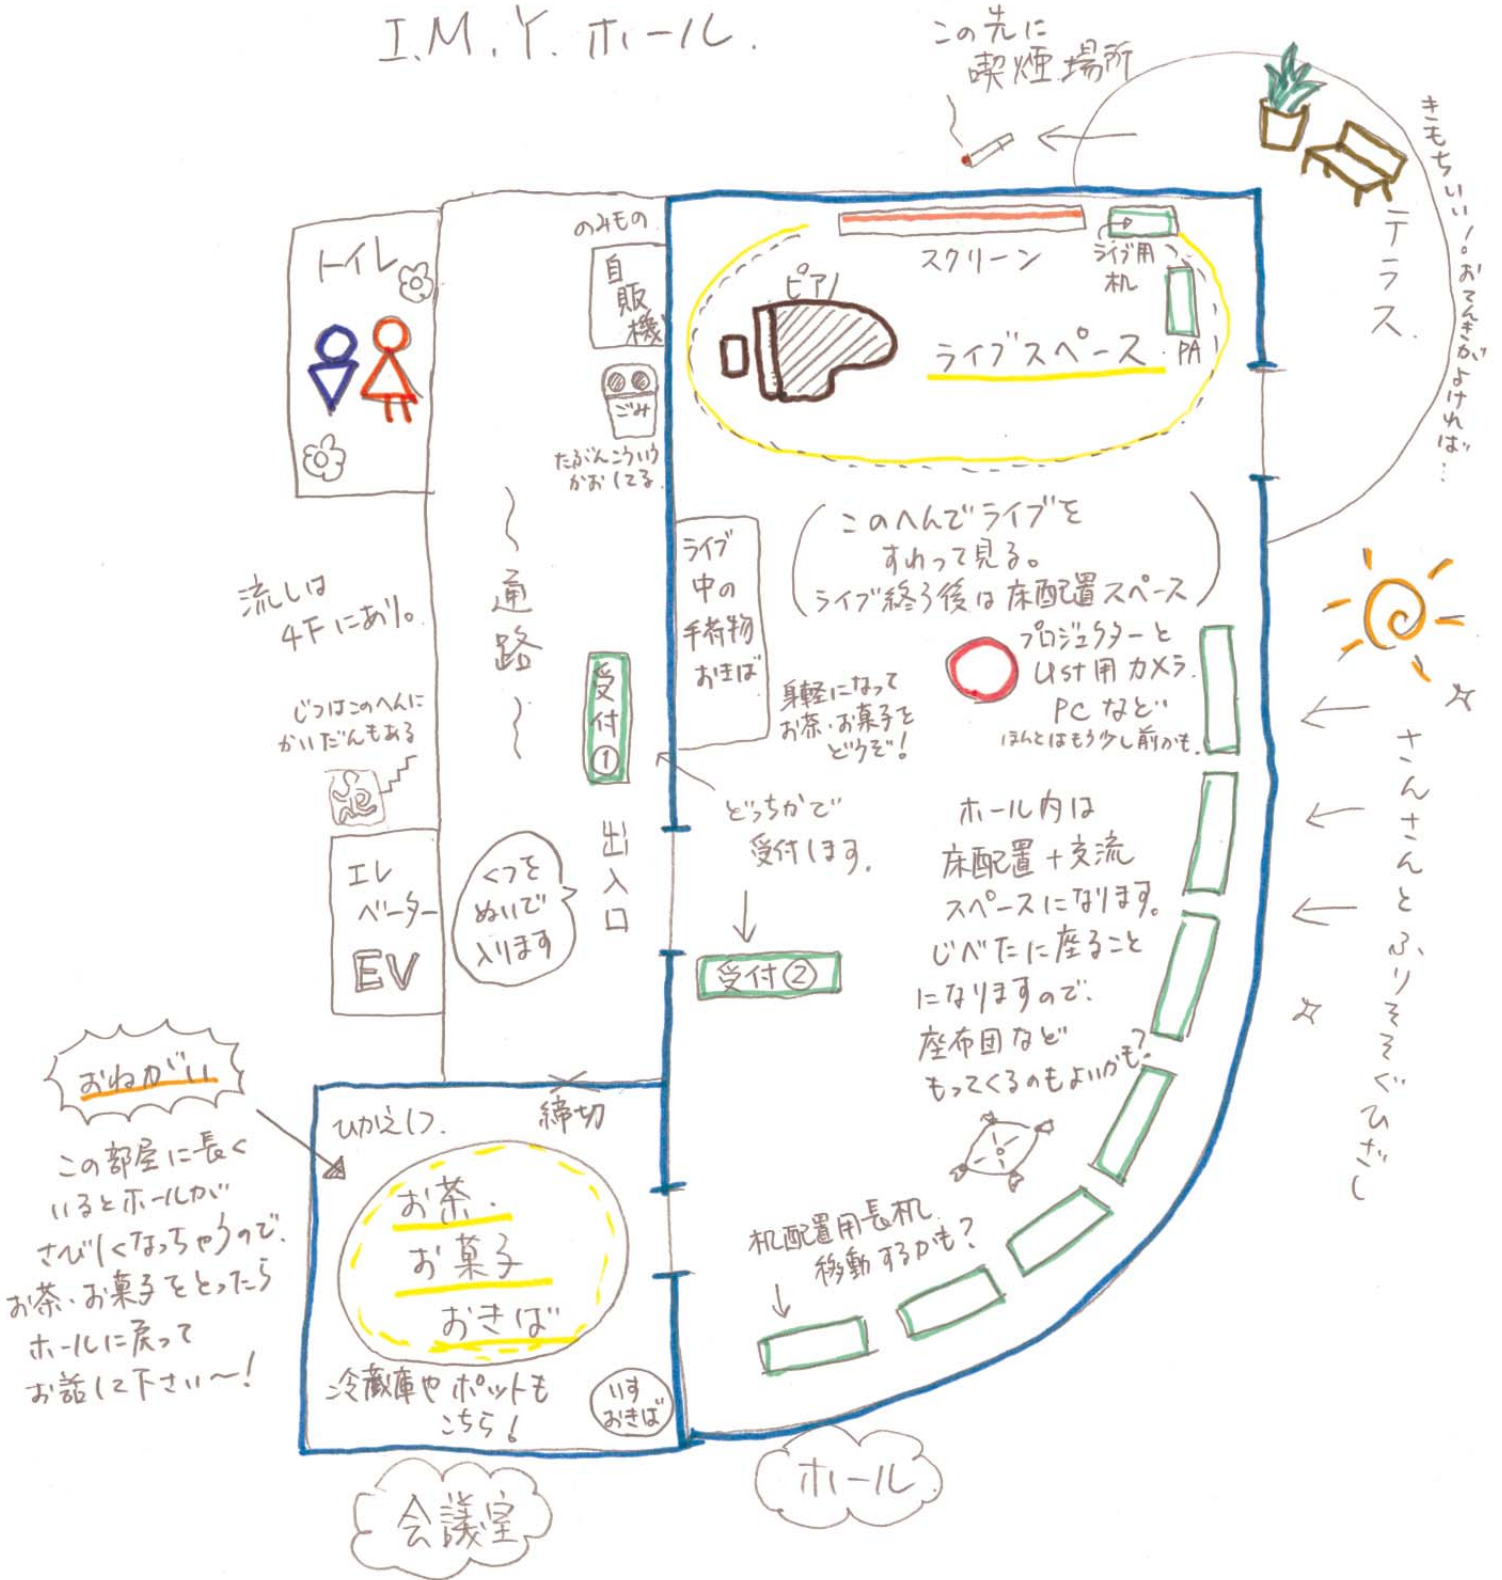 I.M.Y. ホール.
この先に
喫煙場所
きもちいい!。おてんきがよければ…
テラス
トイレ
のみもの
自
販
機
ごみ
たぶんこういう
かおしてる
スクリーン
ライブ用
机
ピアノ
ライブスペース
PA
このへんでライブを
すわって見る。
ライブ終了後は床配置スペース
ライブ
中の
手荷物
おきば
身軽になって
お茶・お菓子を
どうぞ!
プロジェクターと
Ust用カメラ.
PCなど
ほんとはもう少し前かも.
流しは
4Fにあり。
じつはこのへんに
かいだんもある
〜通路〜
受付①
どっちかで
受付します.
出入口
くつを
ぬいで
入ります
エレ
ベーター
EV
受付②
ホール内は
床配置+交流
スペースになります。
じべたに座ること
になりますので.
座布団など
もってくるのもよいかも?
さんさんとふりそそぐひざし
おねがい
この部屋に長く
いるとホールが
さびしくなっちゃうので.
お茶・お菓子をとったら
ホールに戻って
お話して下さい〜!
ひかえしつ.
締切
お茶・
お菓子
おきば
冷蔵庫やポットも
こちら!
いす
おきば
机配置用長机.
移動するかも?
会議室
ホール